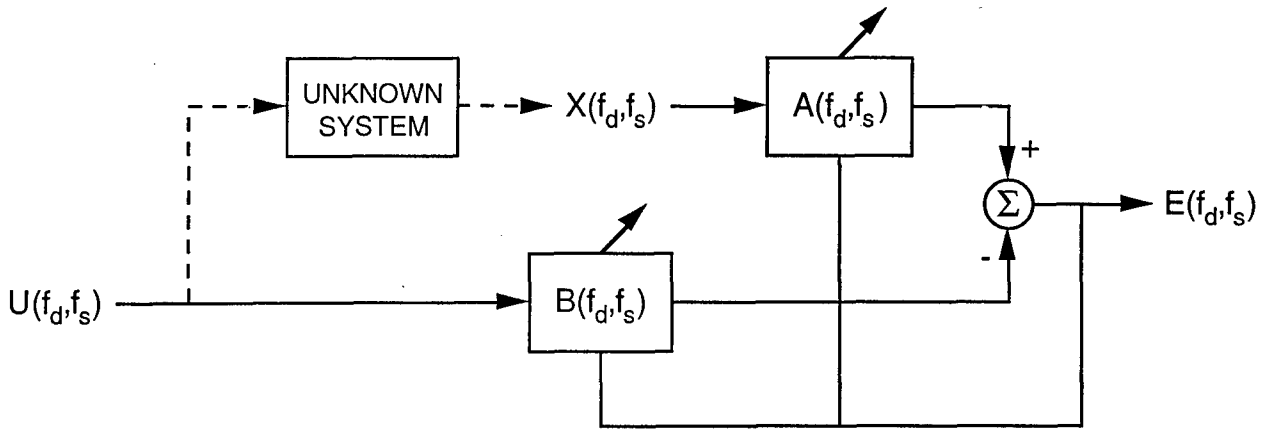 UNKNOWN
SYSTEM
X(f_d,f_s)
A(f_d,f_s)
+
Σ
E(f_d,f_s)
-
U(f_d,f_s)
B(f_d,f_s)